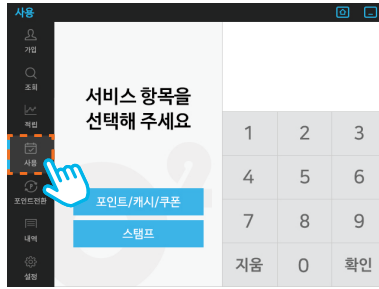 사용
가입
조회
적립
사용
포인트전환
내역
설정
서비스 항목을
선택해 주세요
포인트/캐시/쿠폰
스탬프
1 2 3
4 5 6
7 8 9
지움 0 확인